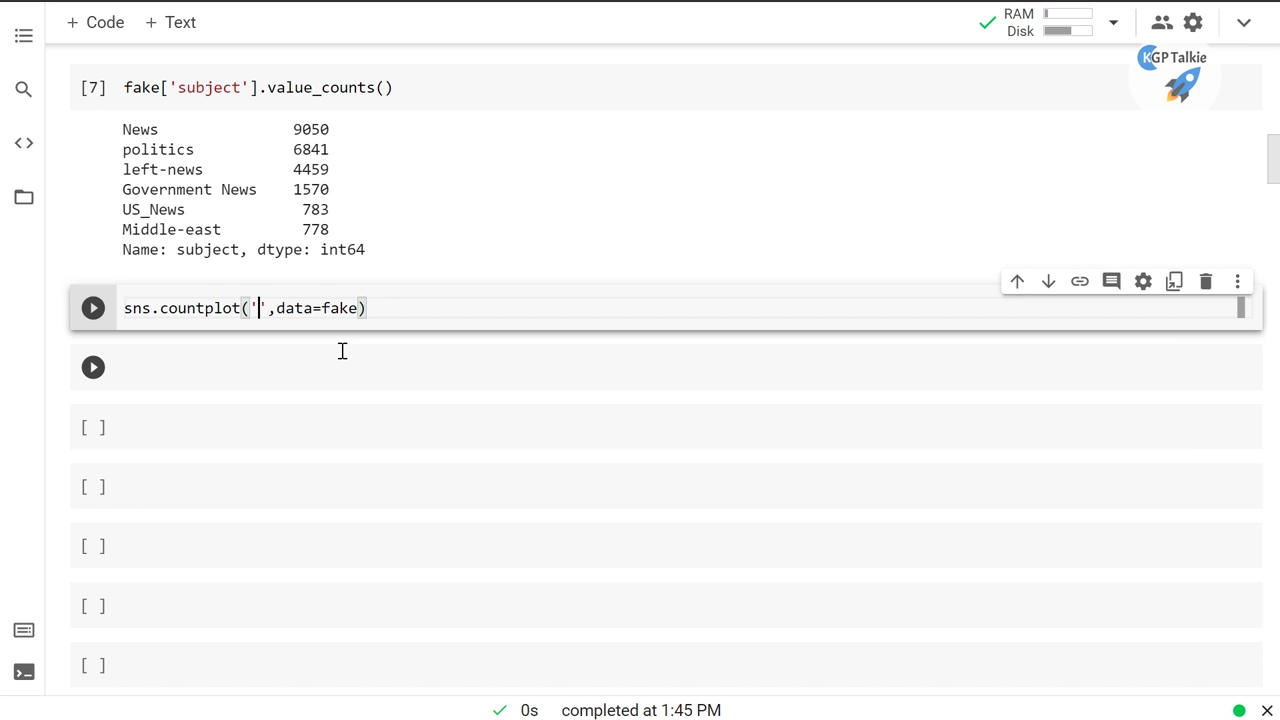 + Code + Text
RAM
Disk
KGP Talkie
[7] fake['subject'].value_counts()
News 9050
politics 6841
left-news 4459
Government News 1570
US_News 783
Middle-east 778
Name: subject, dtype: int64
sns.countplot('',data=fake)
[ ]
[ ]
[ ]
[ ]
[ ]
0s completed at 1:45 PM